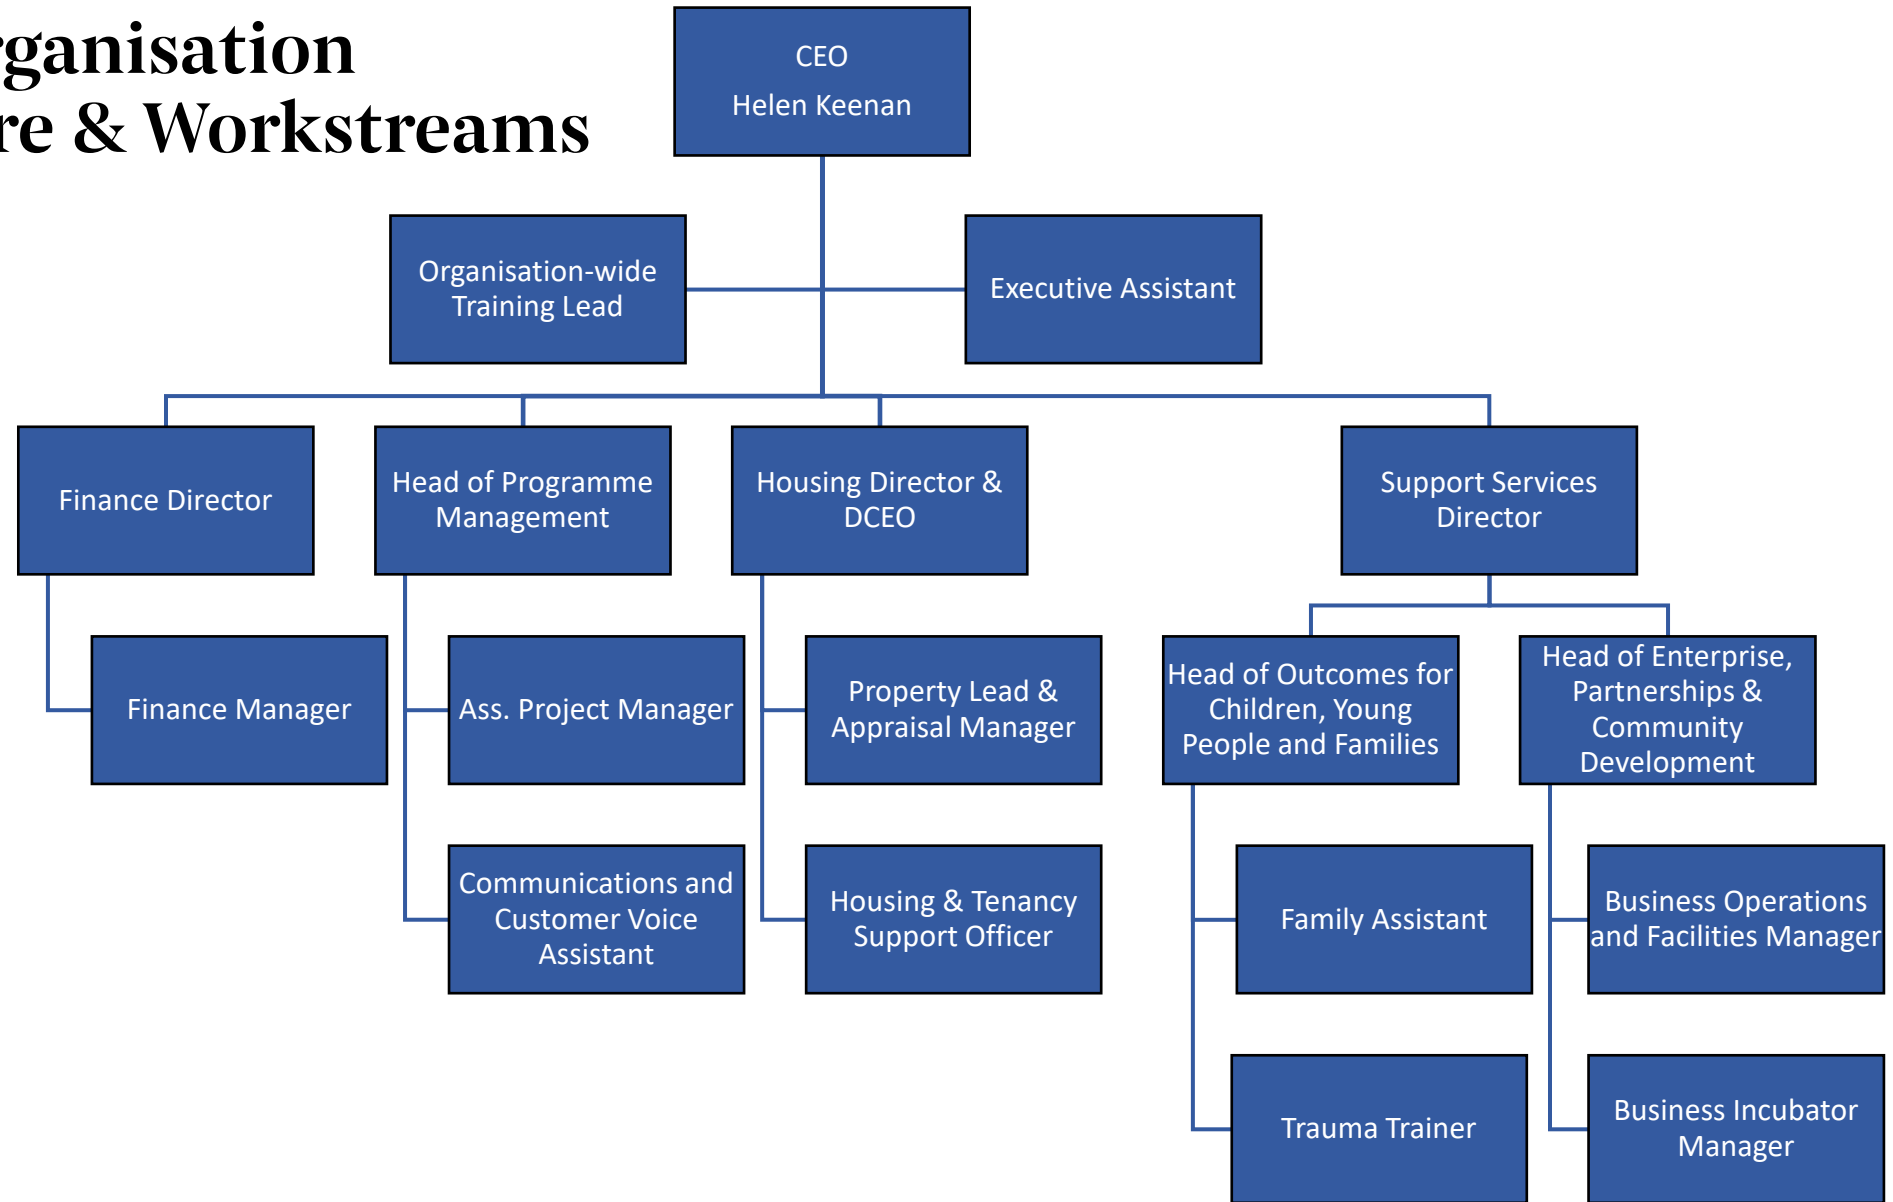 rganisation
re & Workstreams
CEO
Helen Keenan
Organisation-wide
Training Lead
Executive Assistant
Finance Director
Head of Programme
Management
Housing Director &
DCEO
Support Services
Director
Finance Manager
Ass. Project Manager
Property Lead &
Appraisal Manager
Head of Outcomes for
Children, Young
People and Families
Head of Enterprise,
Partnerships &
Community
Development
Communications and
Customer Voice
Assistant
Housing & Tenancy
Support Officer
Family Assistant
Business Operations
and Facilities Manager
Trauma Trainer
Business Incubator
Manager